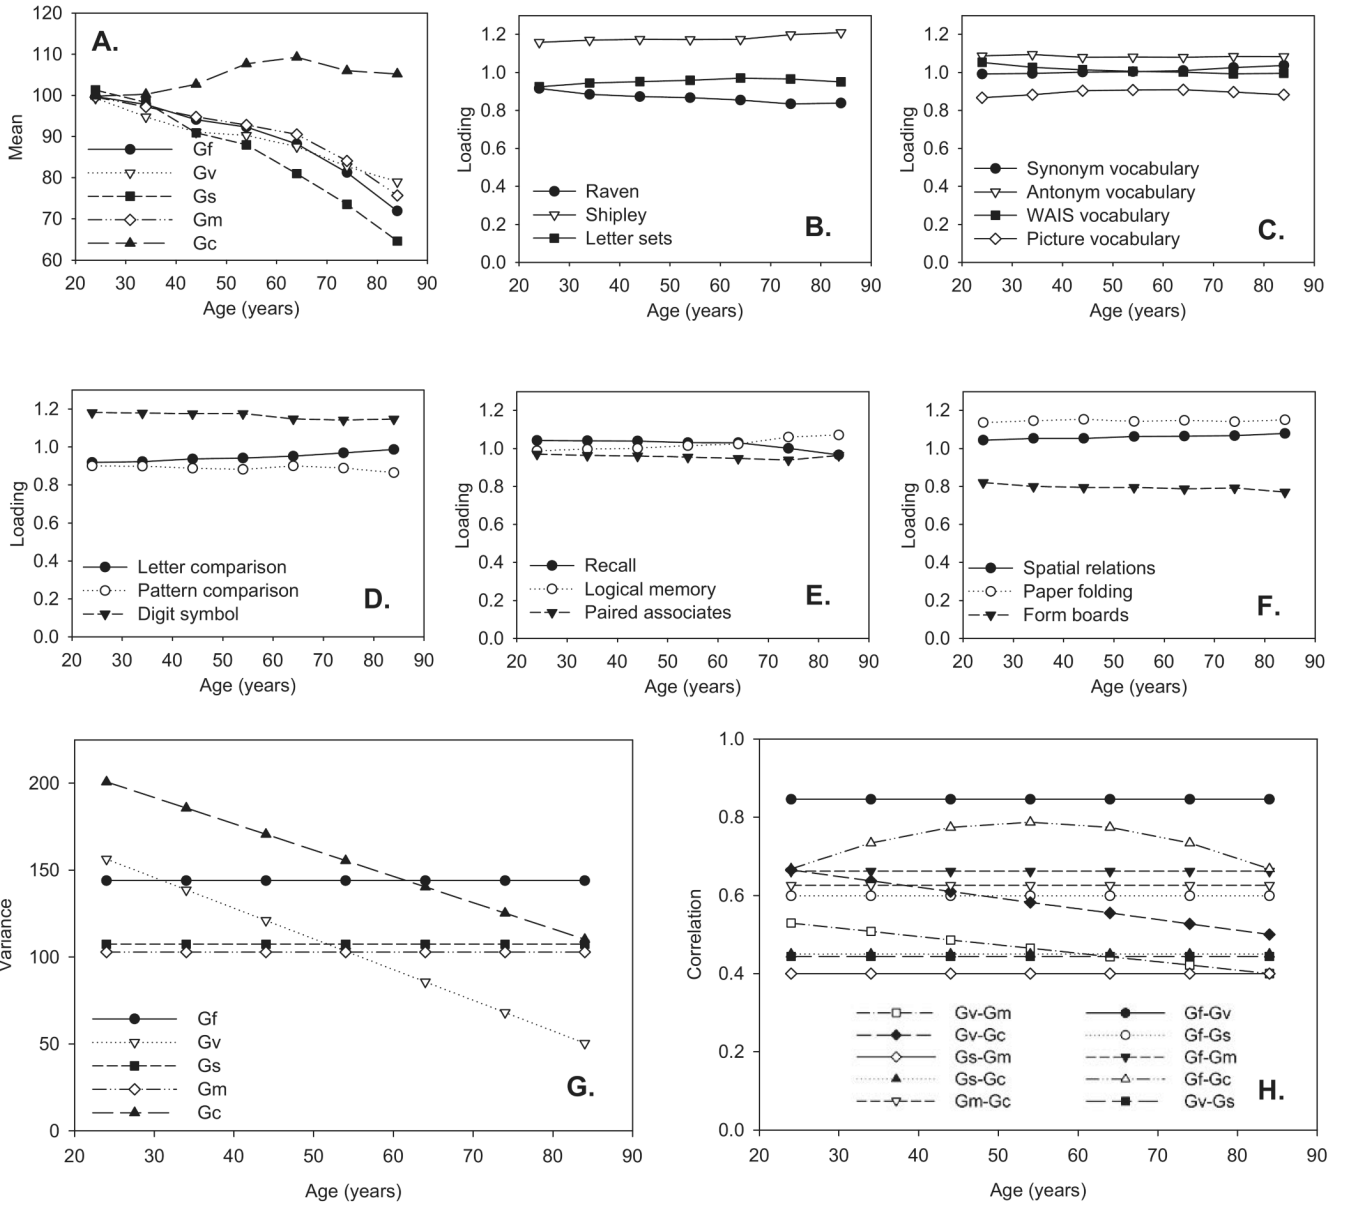 A.
120
110
100
90
80
70
60
Mean
Gf
Gv
Gs
Gm
Gc
20 30 40 50 60 70 80 90
Age (years)
1.2
1.0
0.8
0.6
0.4
0.2
0.0
Loading
Raven
Shipley
Letter sets
B.
20 30 40 50 60 70 80 90
Age (years)
1.2
1.0
0.8
0.6
0.4
0.2
0.0
Loading
Synonym vocabulary
Antonym vocabulary
WAIS vocabulary
Picture vocabulary
C.
20 30 40 50 60 70 80 90
Age (years)
1.2
1.0
0.8
0.6
0.4
0.2
0.0
Loading
Letter comparison
Pattern comparison
Digit symbol
D.
20 30 40 50 60 70 80 90
Age (years)
1.2
1.0
0.8
0.6
0.4
0.2
0.0
Loading
Recall
Logical memory
Paired associates
E.
20 30 40 50 60 70 80 90
Age (years)
1.2
1.0
0.8
0.6
0.4
0.2
0.0
Loading
Spatial relations
Paper folding
Form boards
F.
20 30 40 50 60 70 80 90
Age (years)
200
150
100
50
0
Variance
Gf
Gv
Gs
Gm
Gc
G.
20 30 40 50 60 70 80 90
Age (years)
1.0
0.8
0.6
0.4
0.2
0.0
Correlation
Gv-Gm Gf-Gv
Gv-Gc Gf-Gs
Gs-Gm Gf-Gm
Gs-Gc Gf-Gc
Gm-Gc Gv-Gs
H.
20 30 40 50 60 70 80 90
Age (years)